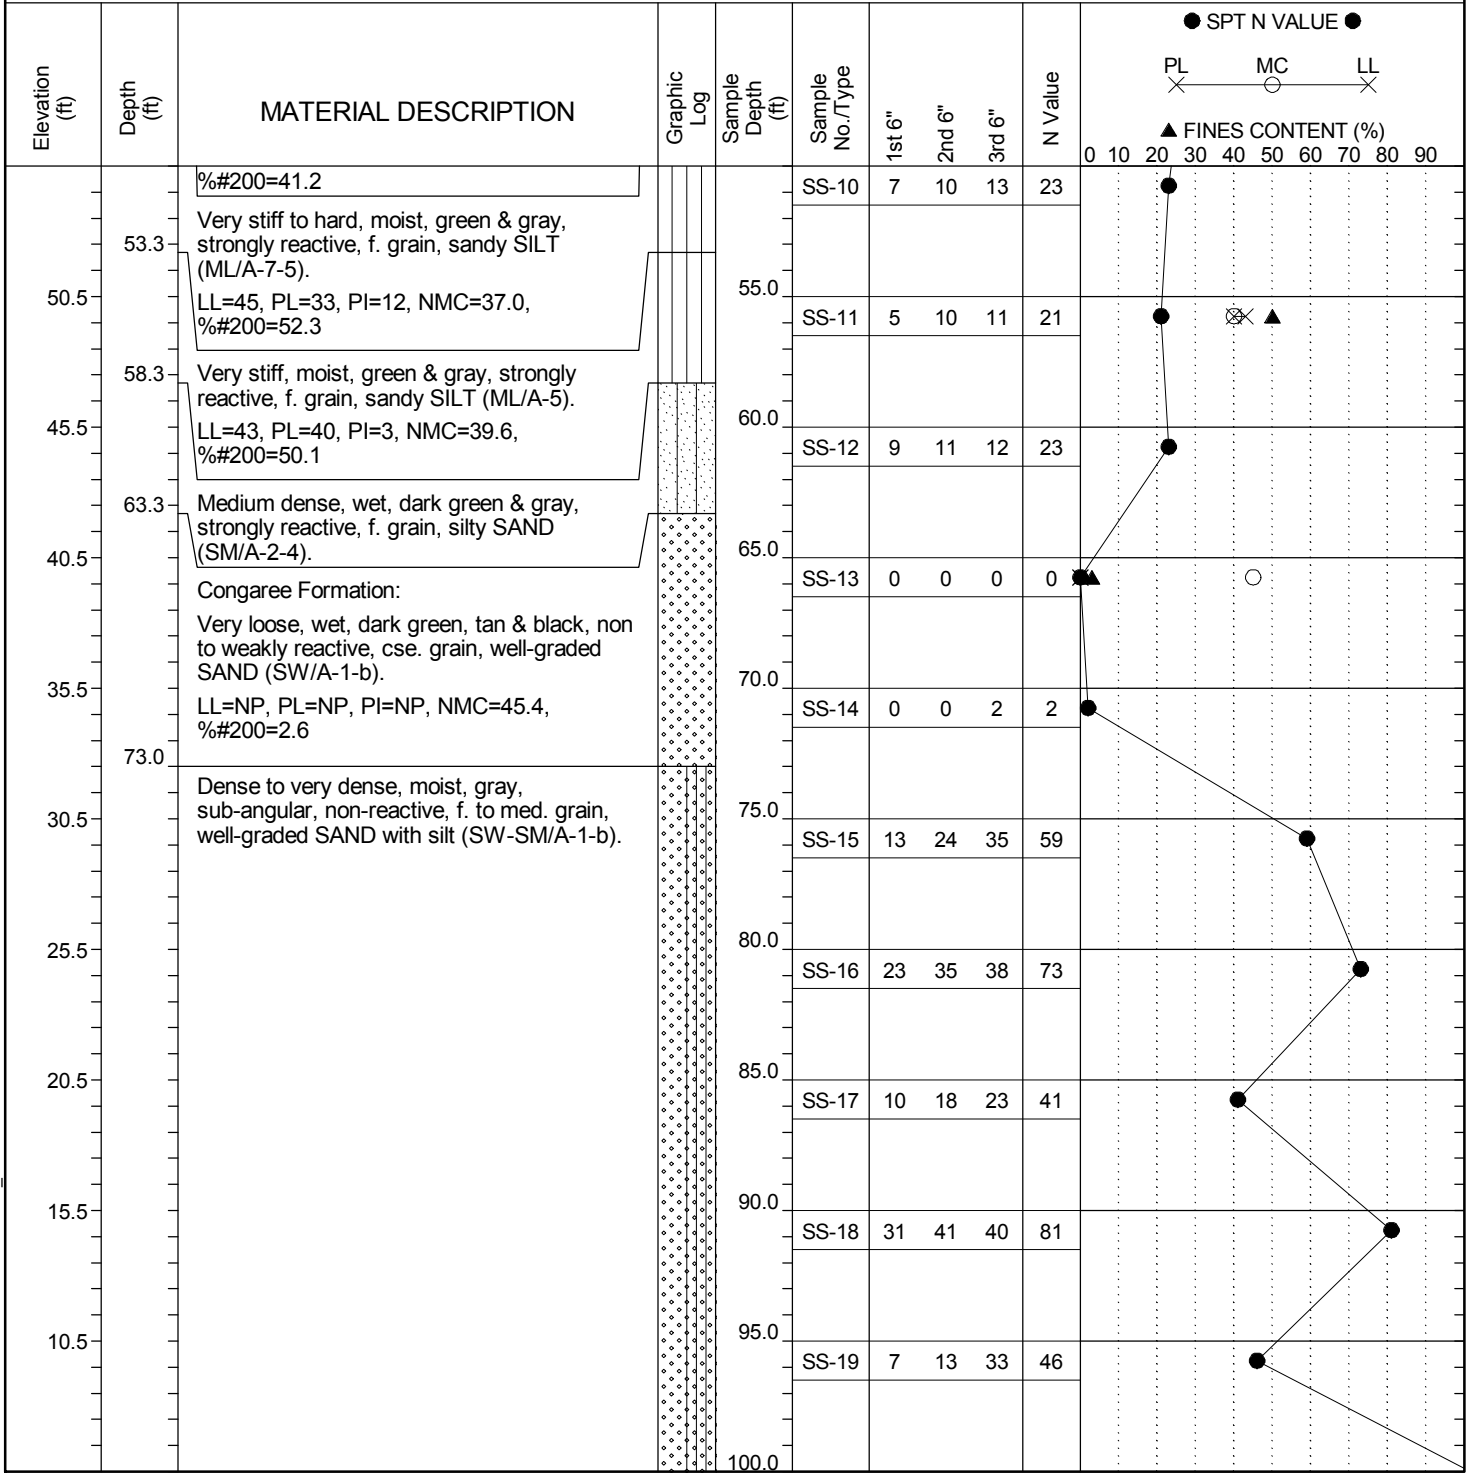 Elevation (ft)
Depth (ft)
MATERIAL DESCRIPTION
Graphic Log
Sample Depth (ft)
Sample No./Type
1st 6"
2nd 6"
3rd 6"
N Value
SPT N VALUE
PL MC LL
FINES CONTENT (%)
0 10 20 30 40 50 60 70 80 90
%#200=41.2
SS-10 7 10 13 23
Very stiff to hard, moist, green & gray,
53.3 strongly reactive, f. grain, sandy SILT
(ML/A-7-5).
50.5 LL=45, PL=33, PI=12, NMC=37.0, 55.0
%#200=52.3
SS-11 5 10 11 21
58.3 Very stiff, moist, green & gray, strongly
reactive, f. grain, sandy SILT (ML/A-5).
45.5 LL=43, PL=40, PI=3, NMC=39.6, 60.0
%#200=50.1
SS-12 9 11 12 23
63.3 Medium dense, wet, dark green & gray,
strongly reactive, f. grain, silty SAND
40.5 (SM/A-2-4). 65.0
Congaree Formation:
SS-13 0 0 0 0
Very loose, wet, dark green, tan & black, non
to weakly reactive, cse. grain, well-graded
SAND (SW/A-1-b).
35.5 70.0
LL=NP, PL=NP, PI=NP, NMC=45.4,
%#200=2.6
SS-14 0 0 2 2
73.0
Dense to very dense, moist, gray,
sub-angular, non-reactive, f. to med. grain,
30.5 75.0
well-graded SAND with silt (SW-SM/A-1-b).
SS-15 13 24 35 59
25.5 80.0
SS-16 23 35 38 73
20.5 85.0
SS-17 10 18 23 41
15.5 90.0
SS-18 31 41 40 81
10.5 95.0
SS-19 7 13 33 46
100.0